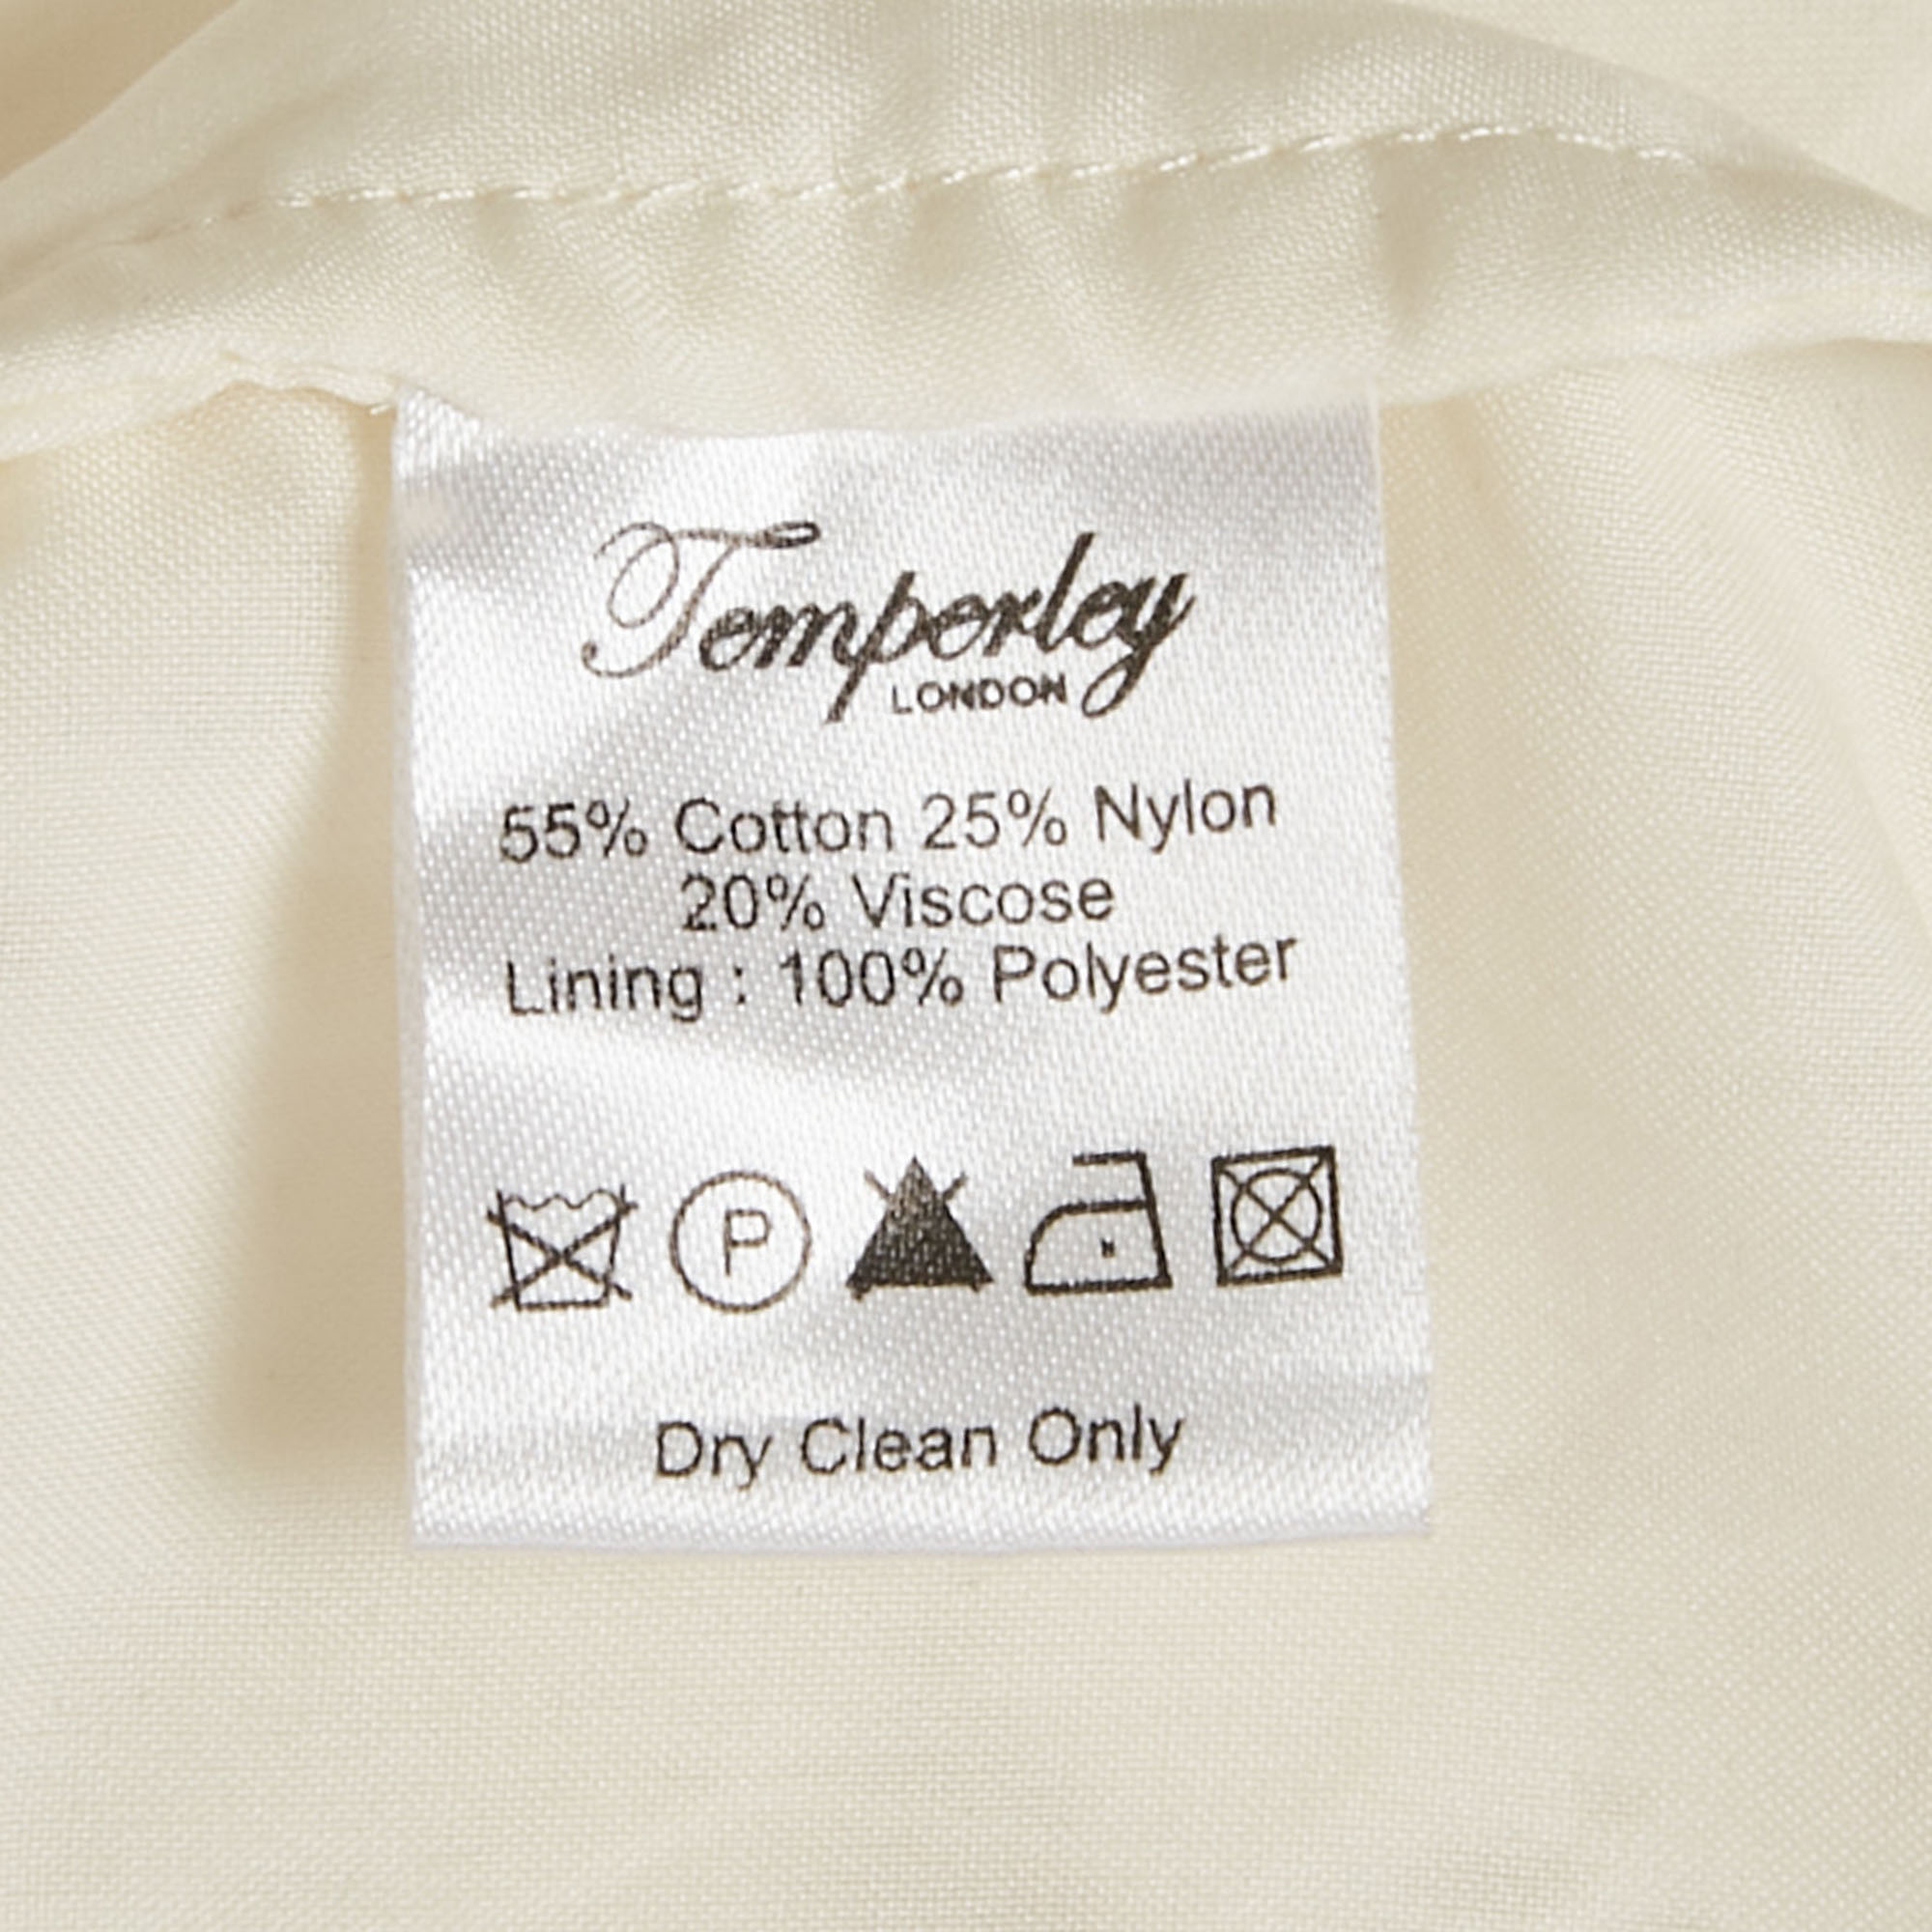 Temperley
LONDON
55% Cotton 25% Nylon
20% Viscose
Lining : 100% Polyester
P
Dry Clean Only